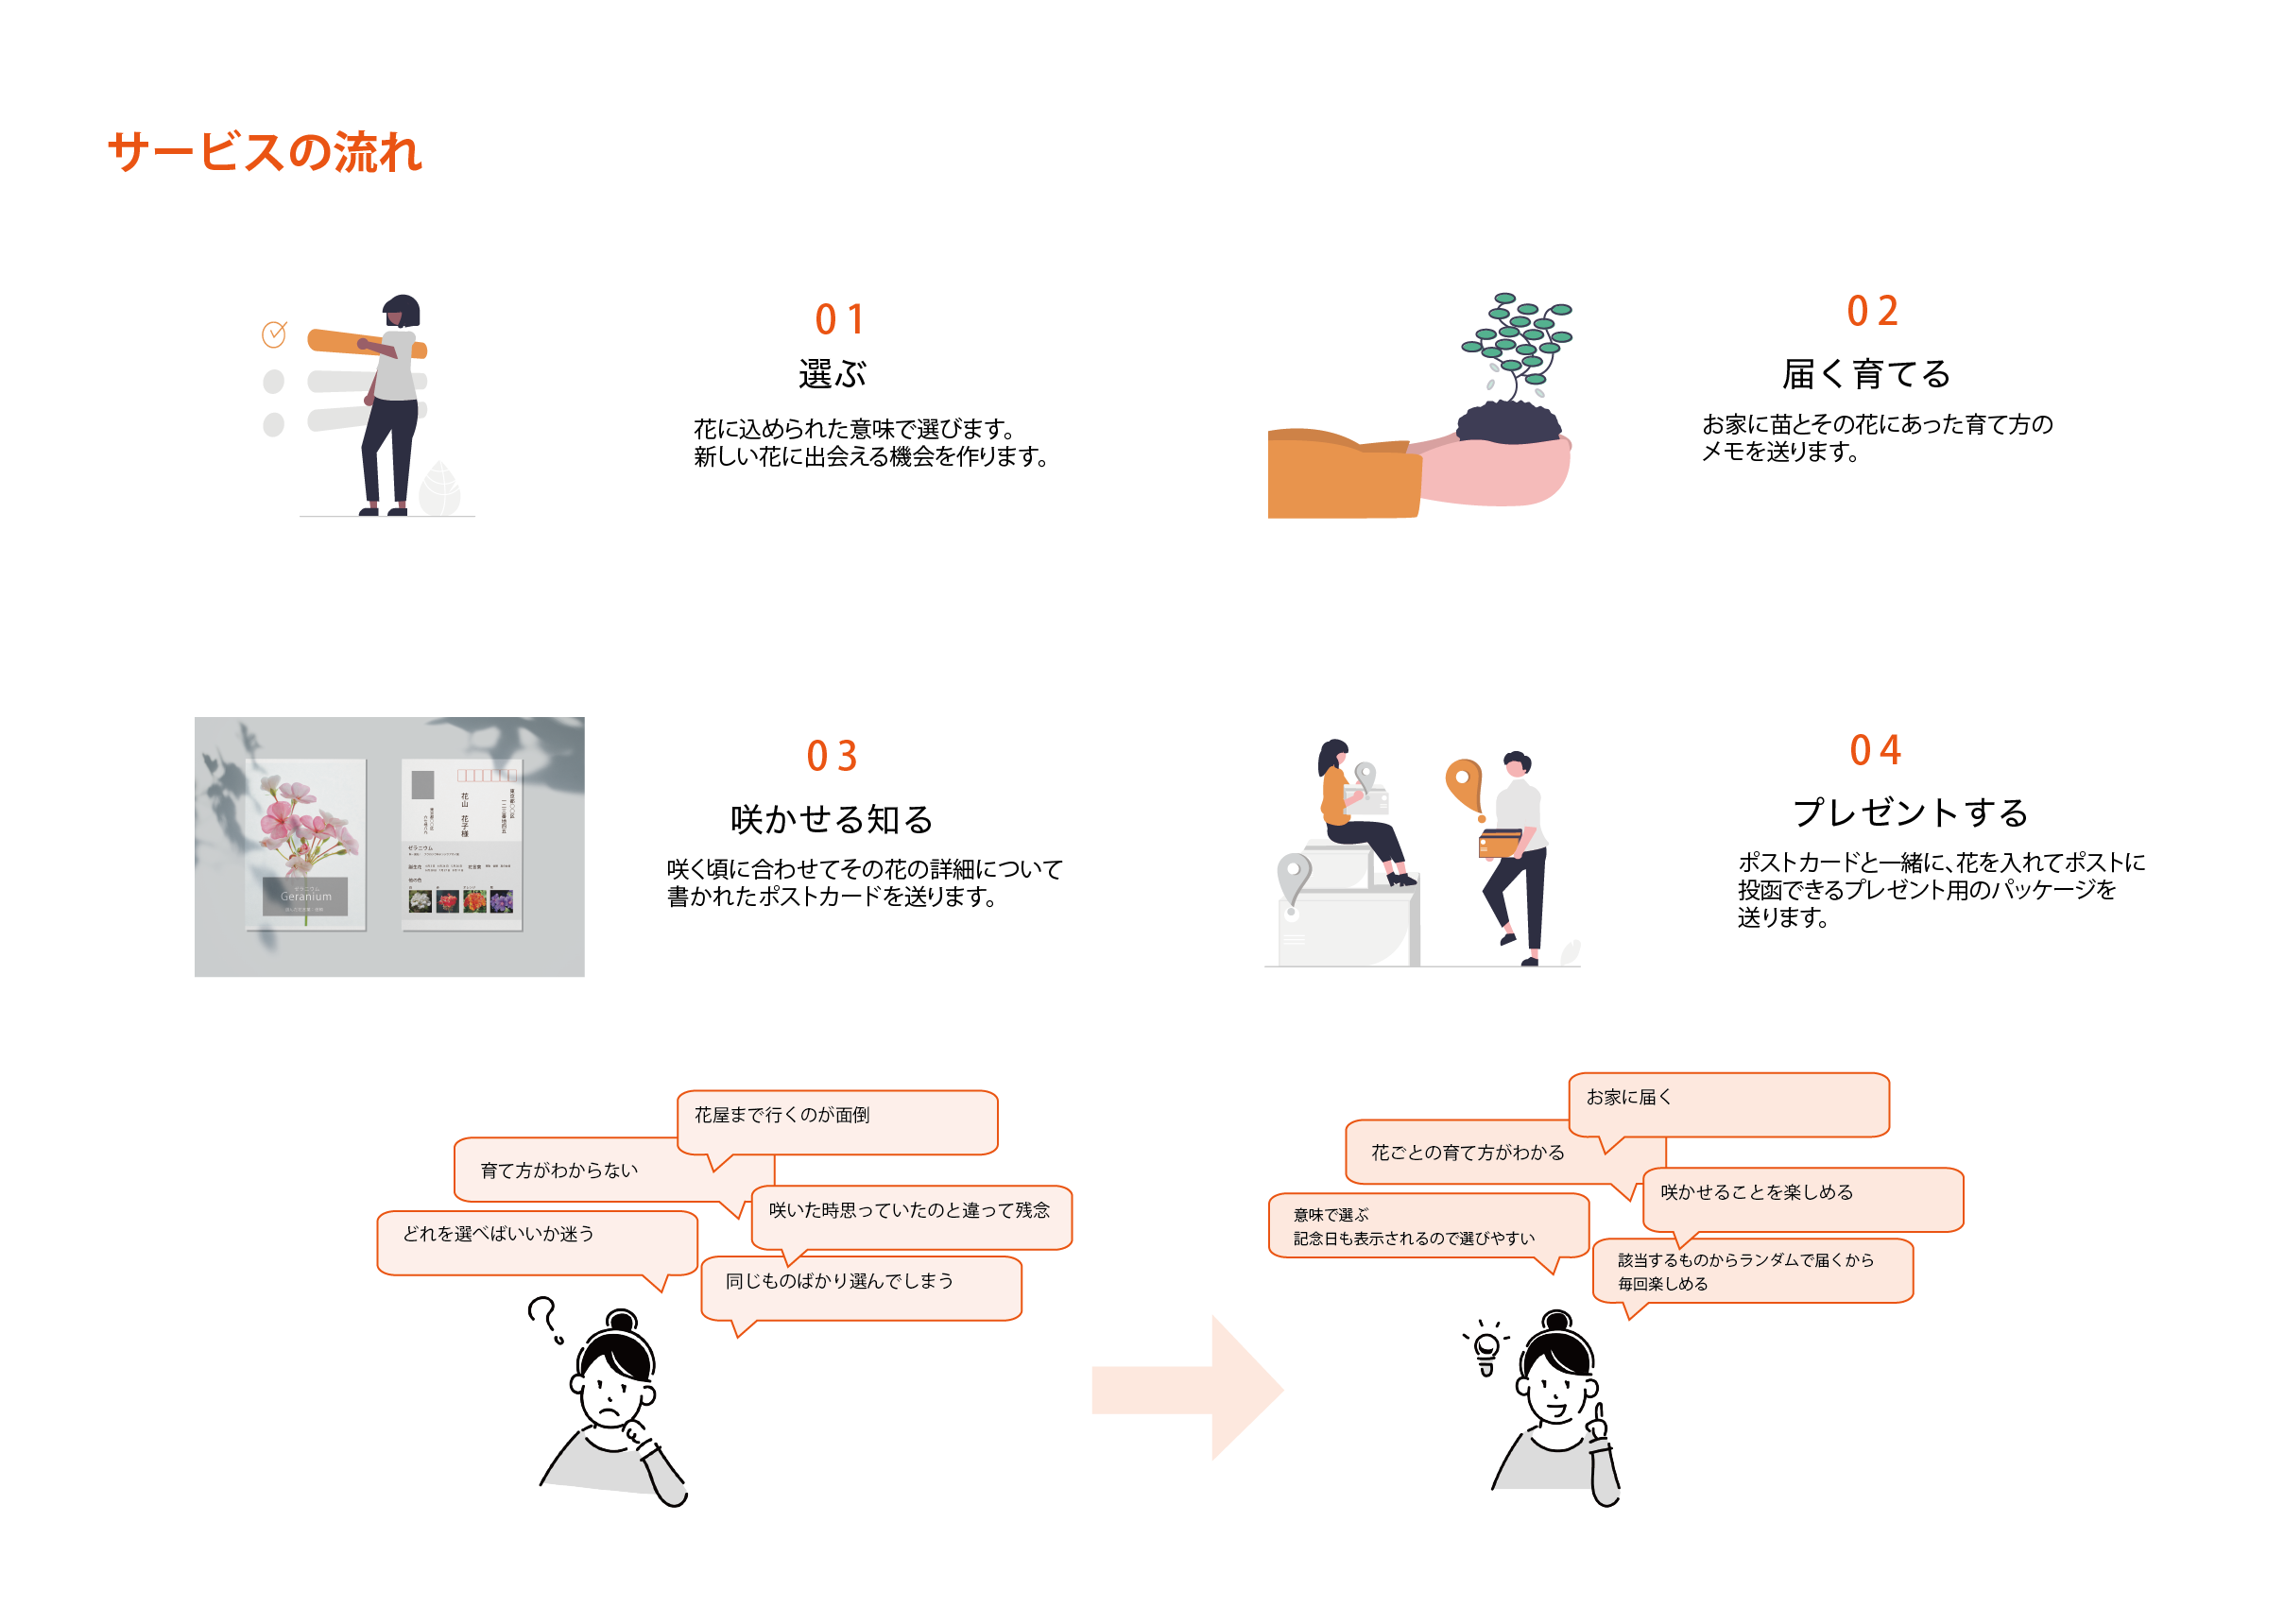 サービスの流れ
01
選ぶ
花に込められた意味で選びます。
新しい花に出会える機会を作ります。
02
届く育てる
お家に苗とその花にあった育て方の
メモを送ります。
ゼラニウム
Geranium
花山 花子様
ゼラニウム
03
咲かせる知る
咲く頃に合わせてその花の詳細について
書かれたポストカードを送ります。
04
プレゼントする
ポストカードと一緒に、花を入れてポストに
投函できるプレゼント用のパッケージを
送ります。
花屋まで行くのが面倒
育て方がわからない
咲いた時思っていたのと違って残念
どれを選べばいいか迷う
同じものばかり選んでしまう
お家に届く
花ごとの育て方がわかる
咲かせることを楽しめる
意味で選ぶ
記念日も表示されるので選びやすい
該当するものからランダムで届くから
毎回楽しめる